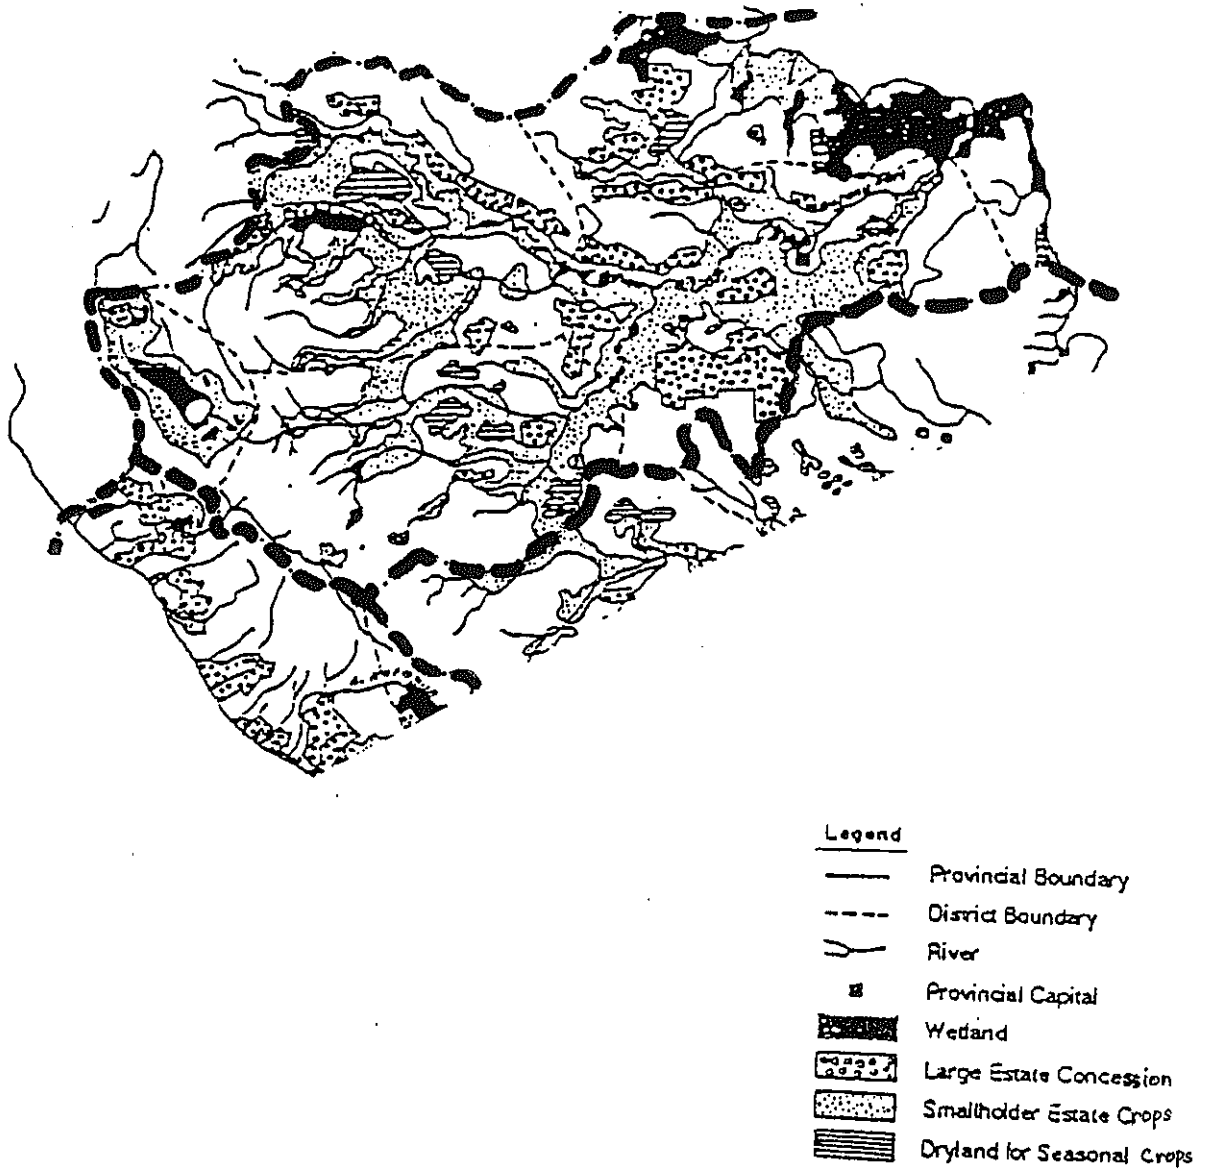 Legend
Provincial Boundary
District Boundary
River
Provincial Capital
Wetland
Large Estate Concession
Smallholder Estate Crops
Dryland for Seasonal Crops